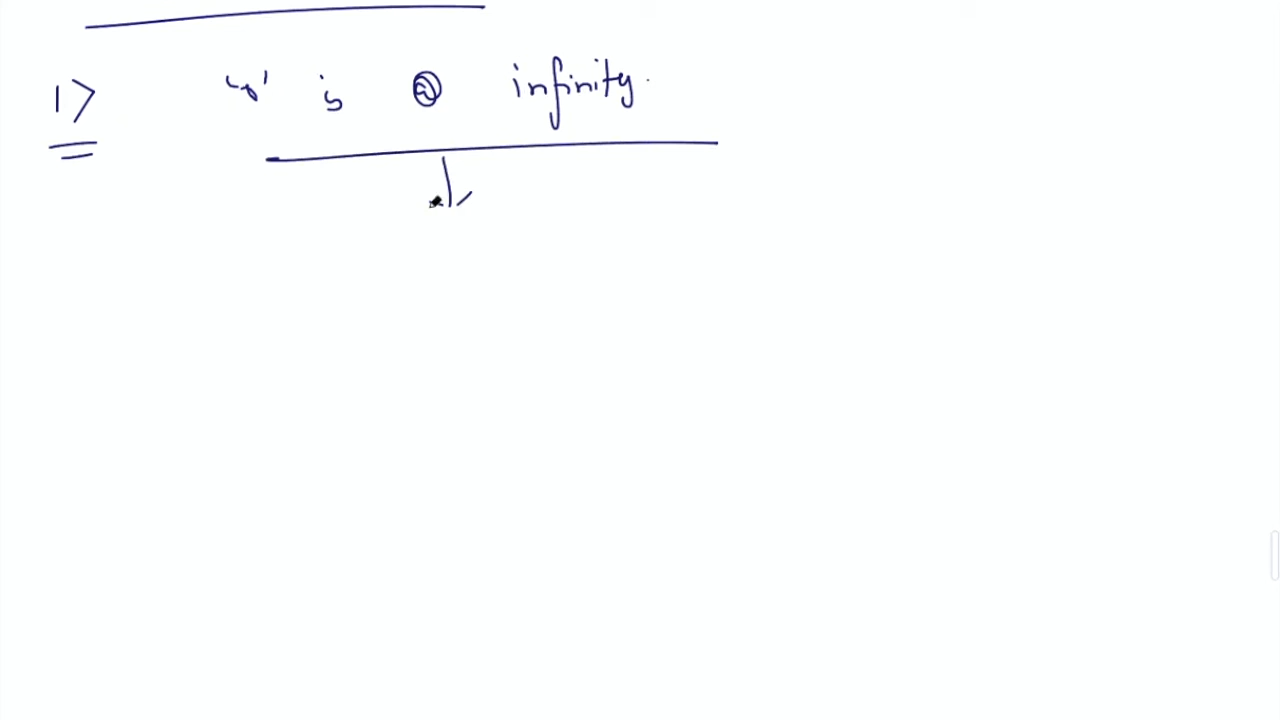 1> 'o' is @ infinity.